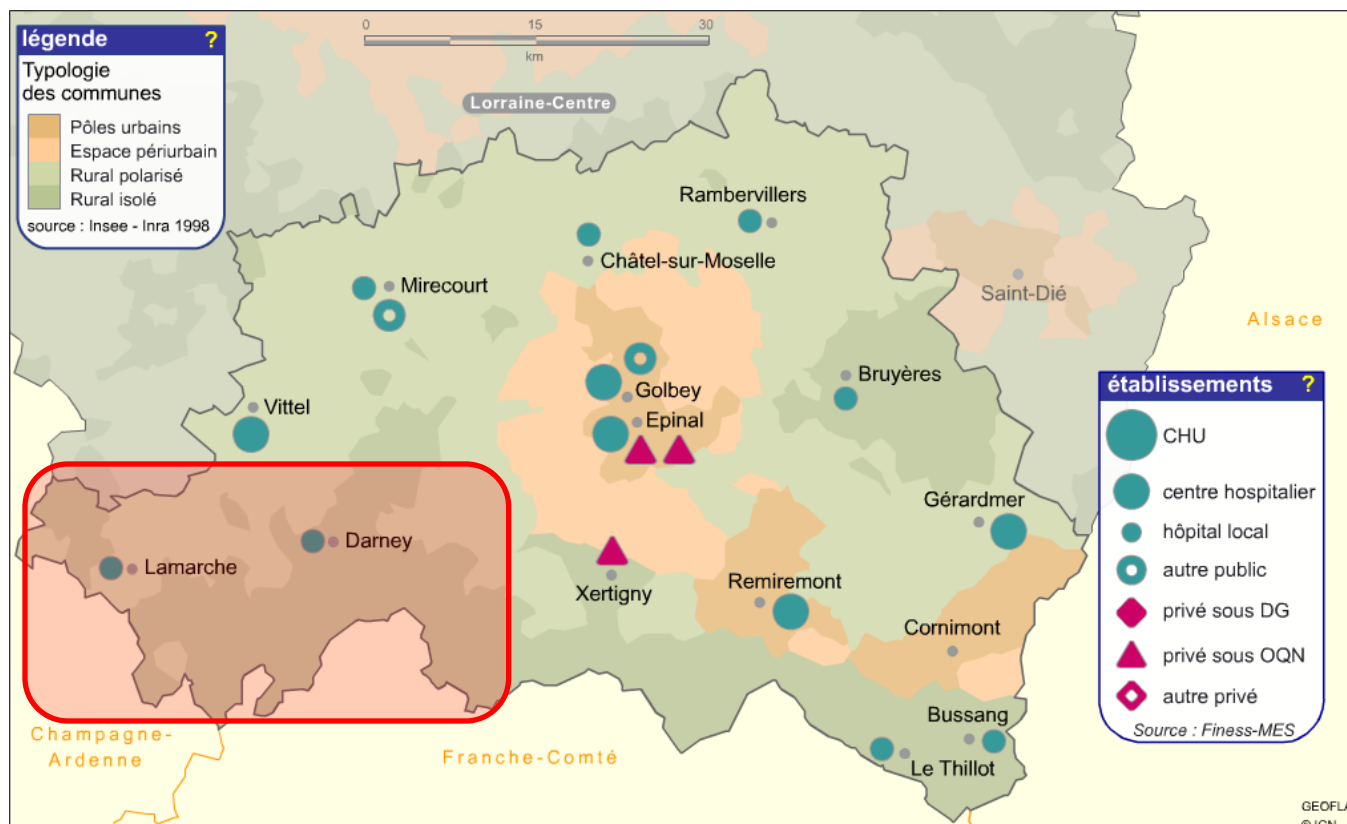 légende ?
Typologie
des communes
Pôles urbains
Espace périurbain
Rural polarisé
Rural isolé
source : Insee - Inra 1998
0 15 30
km
Lorraine-Centre
Rambervillers
Châtel-sur-Moselle
Mirecourt
Saint-Dié
Alsace
Bruyères
Golbey
Vittel
Epinal
établissements ?
CHU
centre hospitalier
hôpital local
autre public
privé sous DG
privé sous OQN
autre privé
Source : Finess-MES
Gérardmer
Darney
Lamarche
Xertigny
Remiremont
Cornimont
Bussang
Le Thillot
Champagne-
Ardenne
Franche-Comté
GEOFLA
© IGN